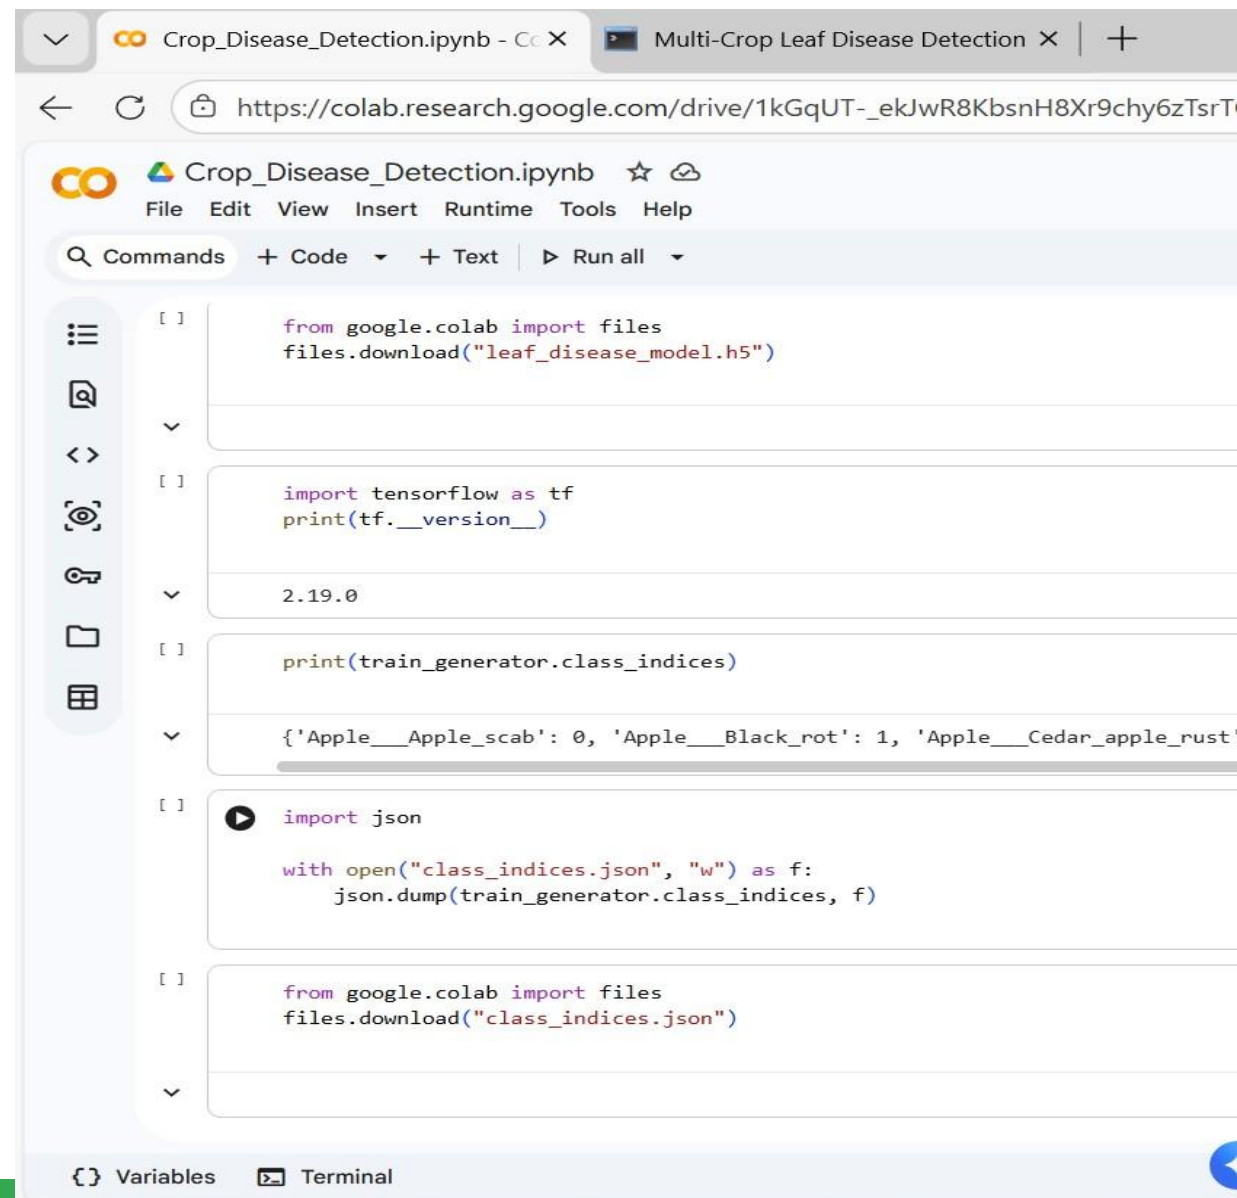 Crop_Disease_Detection.ipynb - Co
Multi-Crop Leaf Disease Detection
https://colab.research.google.com/drive/1kGqUT-_ekJwR8KbsnH8Xr9chy6zTsrT
Crop_Disease_Detection.ipynb
File Edit View Insert Runtime Tools Help
Commands + Code + Text Run all
[ ]
from google.colab import files
files.download("leaf_disease_model.h5")
[ ]
import tensorflow as tf
print(tf.__version__)
2.19.0
[ ]
print(train_generator.class_indices)
{'Apple___Apple_scab': 0, 'Apple___Black_rot': 1, 'Apple___Cedar_apple_rust'
[ ]
import json
with open("class_indices.json", "w") as f:
    json.dump(train_generator.class_indices, f)
[ ]
from google.colab import files
files.download("class_indices.json")
{} Variables Terminal